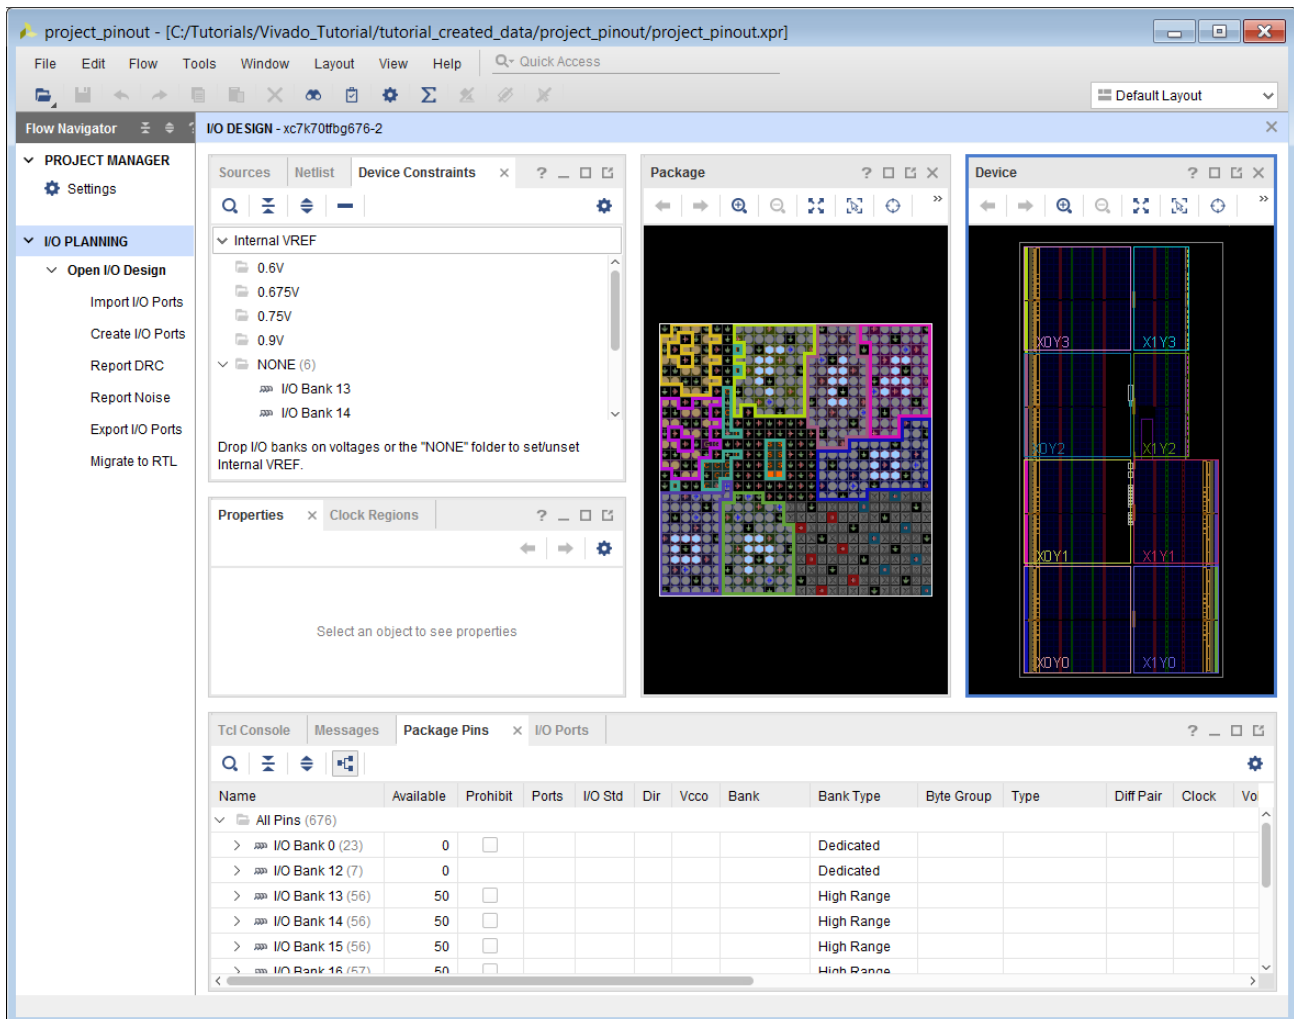 project_pinout - [C:/Tutorials/Vivado_Tutorial/tutorial_created_data/project_pinout/project_pinout.xpr]
File Edit Flow Tools Window Layout View Help Quick Access
Default Layout
Flow Navigator ?
I/O DESIGN - xc7k70tfbg676-2
PROJECT MANAGER
Settings
I/O PLANNING
Open I/O Design
Import I/O Ports
Create I/O Ports
Report DRC
Report Noise
Export I/O Ports
Migrate to RTL
Sources Netlist Device Constraints ?
Internal VREF
0.6V
0.675V
0.75V
0.9V
NONE (6)
I/O Bank 13
I/O Bank 14
Drop I/O banks on voltages or the "NONE" folder to set/unset
Internal VREF.
Properties Clock Regions ?
Select an object to see properties
Package ?
Device ?
X0Y3 X1Y3
X0Y2 X1Y2
X0Y1 X1Y1
X0Y0 X1Y0
Tcl Console Messages Package Pins I/O Ports ?
Name Available Prohibit Ports I/O Std Dir Vcco Bank Bank Type Byte Group Type Diff Pair Clock Vo
All Pins (676)
I/O Bank 0 (23) 0 Dedicated
I/O Bank 12 (7) 0 Dedicated
I/O Bank 13 (56) 50 High Range
I/O Bank 14 (56) 50 High Range
I/O Bank 15 (56) 50 High Range
I/O Bank 16 (57) 50 High Range